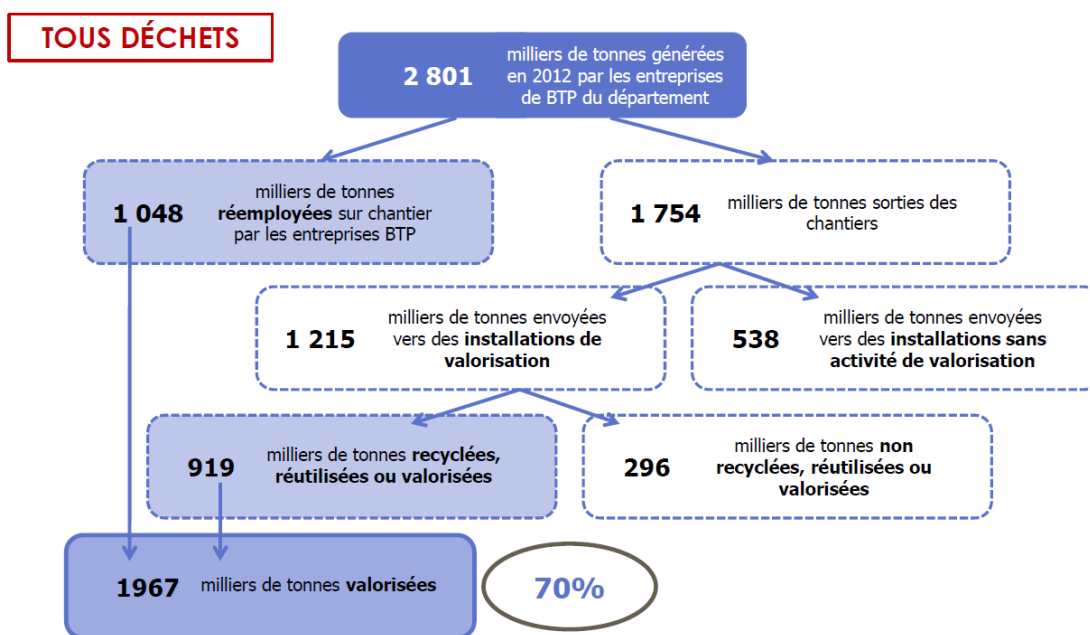 TOUS DÉCHETS
2 801
milliers de tonnes générées
en 2012 par les entreprises
de BTP du département
1 048
milliers de tonnes
réemployées sur chantier
par les entreprises BTP
1 754
milliers de tonnes sorties des
chantiers
1 215
milliers de tonnes envoyées
vers des installations de
valorisation
538
milliers de tonnes envoyées
vers des installations sans
activité de valorisation
919
milliers de tonnes recyclées,
réutilisées ou valorisées
296
milliers de tonnes non
recyclées, réutilisées ou
valorisées
1967
milliers de tonnes valorisées
70%